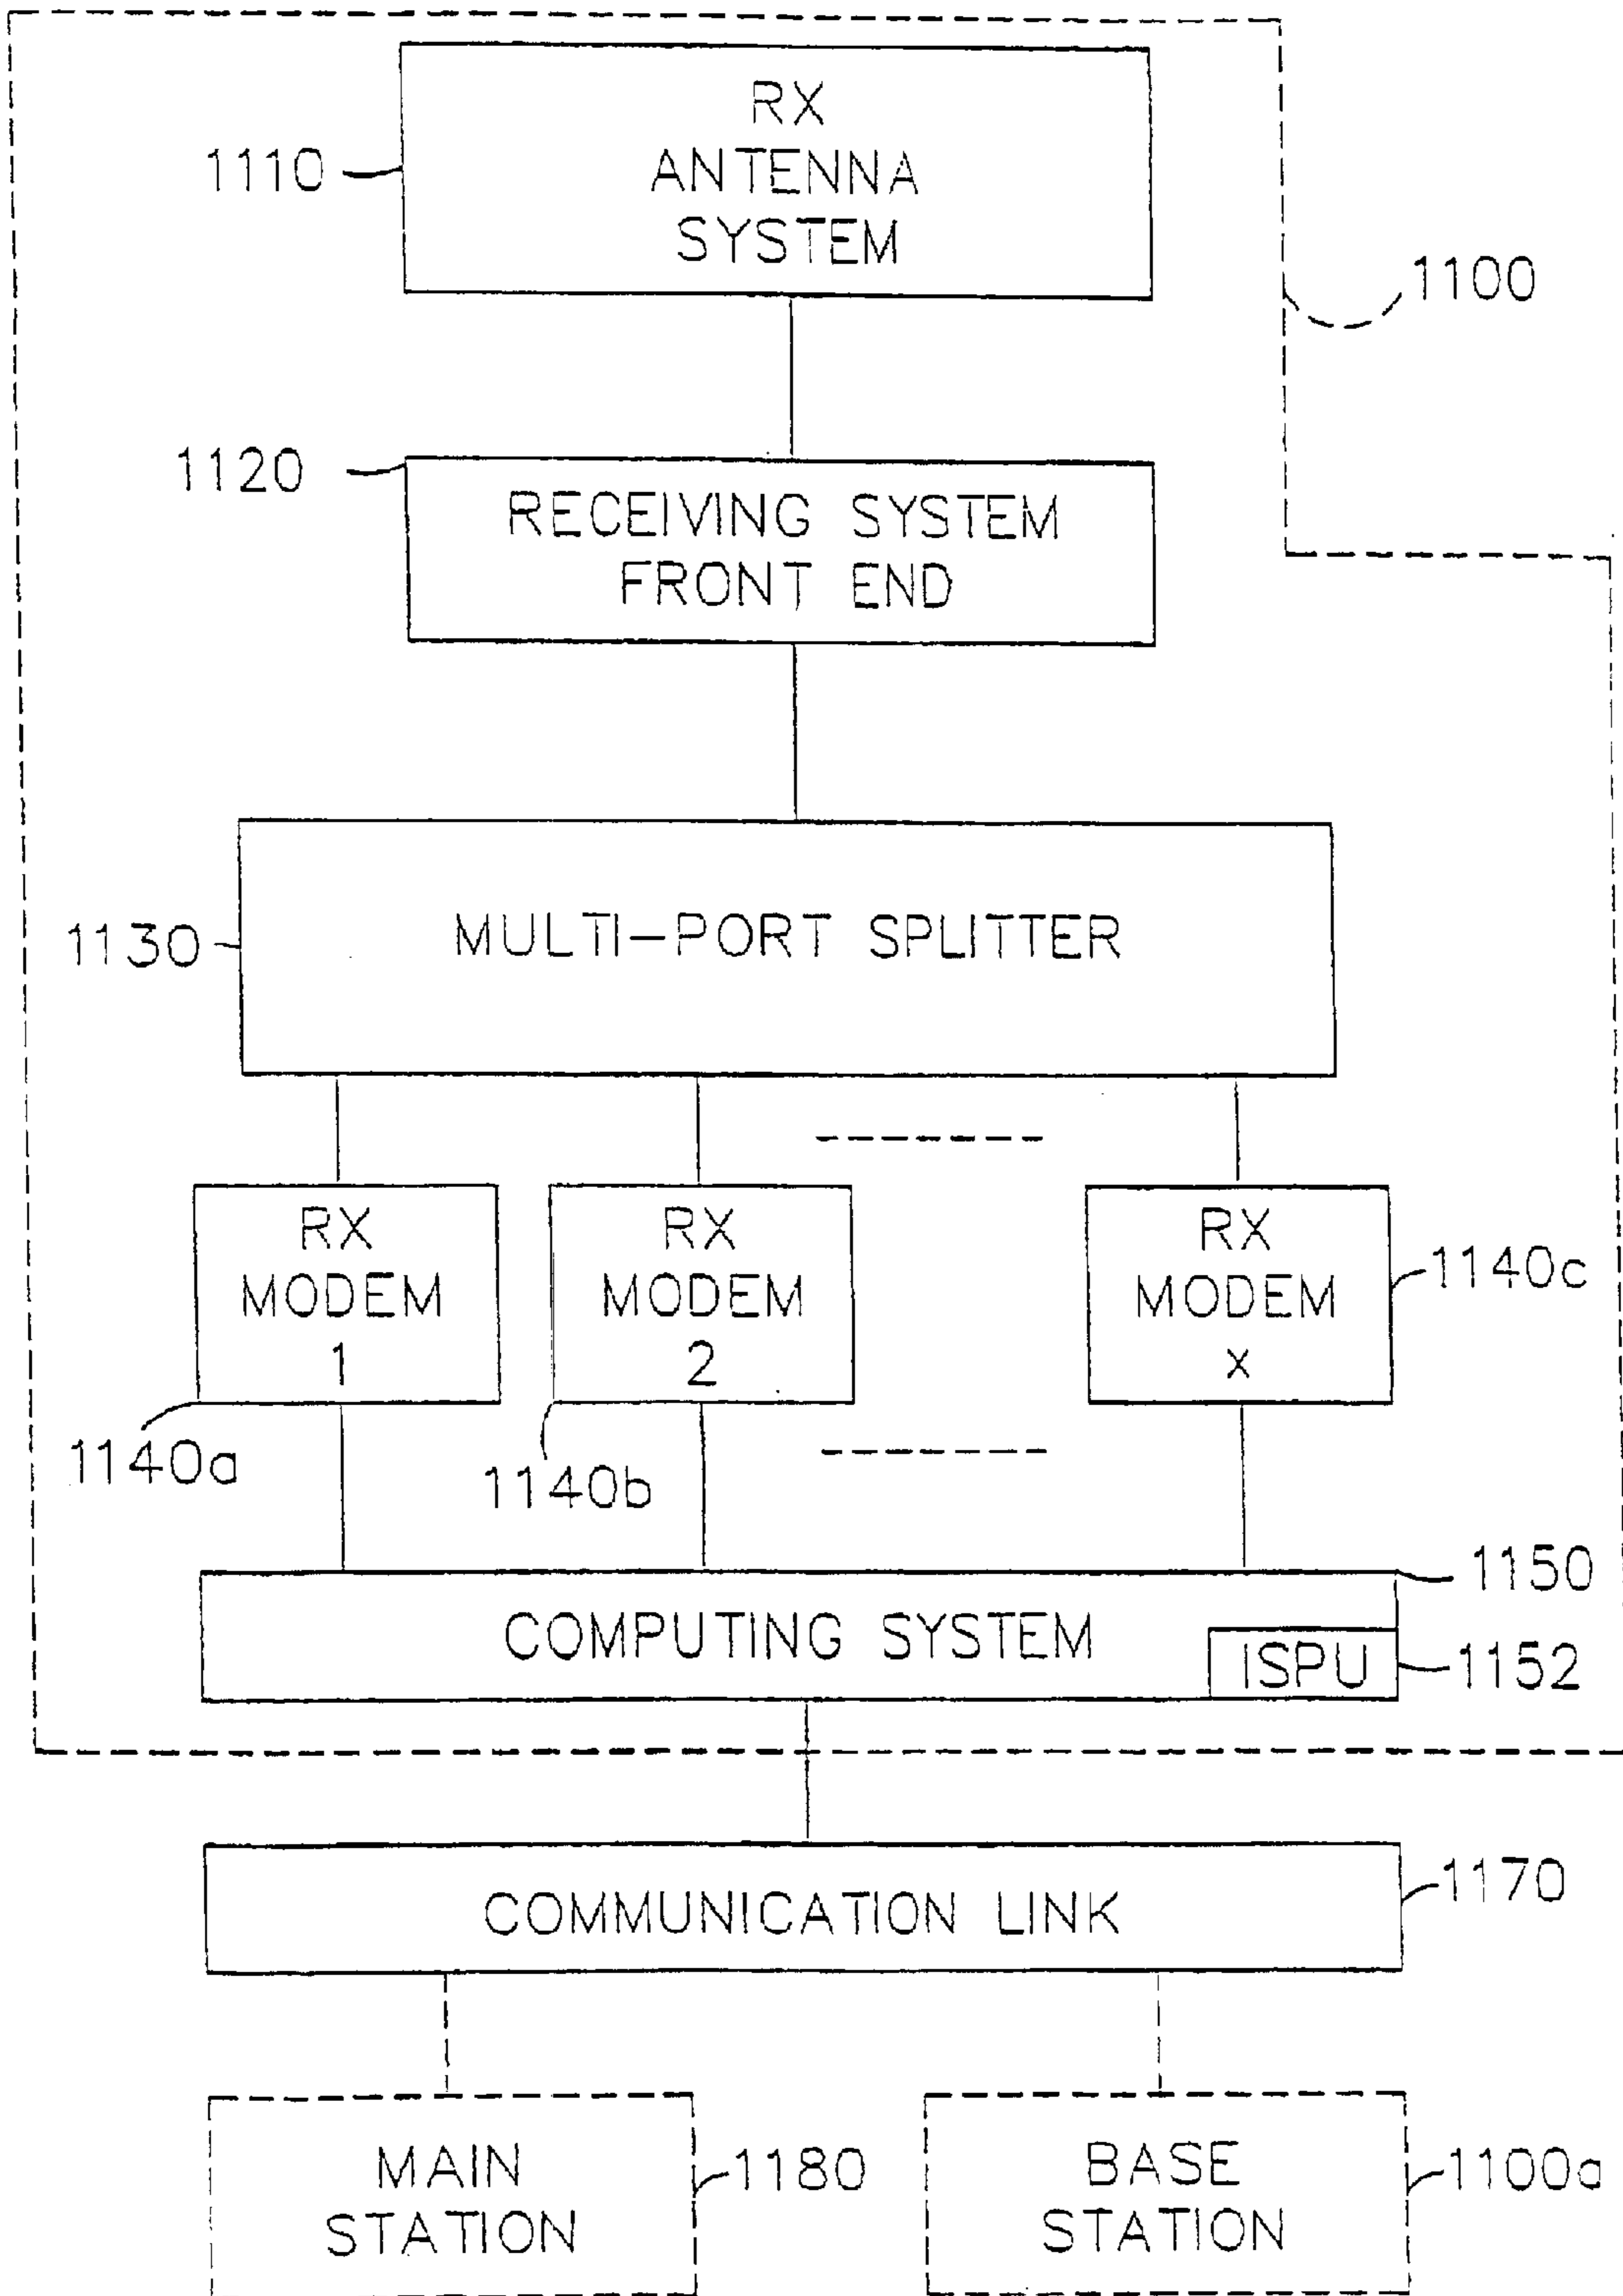 RX
ANTENNA
SYSTEM
1110
1100
1120
RECEIVING SYSTEM
FRONT END
1130
MULTI-PORT SPLITTER
RX
MODEM
1
RX
MODEM
2
RX
MODEM
x
1140c
1140a
1140b
1150
COMPUTING SYSTEM
ISPU
1152
COMMUNICATION LINK
1170
MAIN
STATION
1180
BASE
STATION
1100a